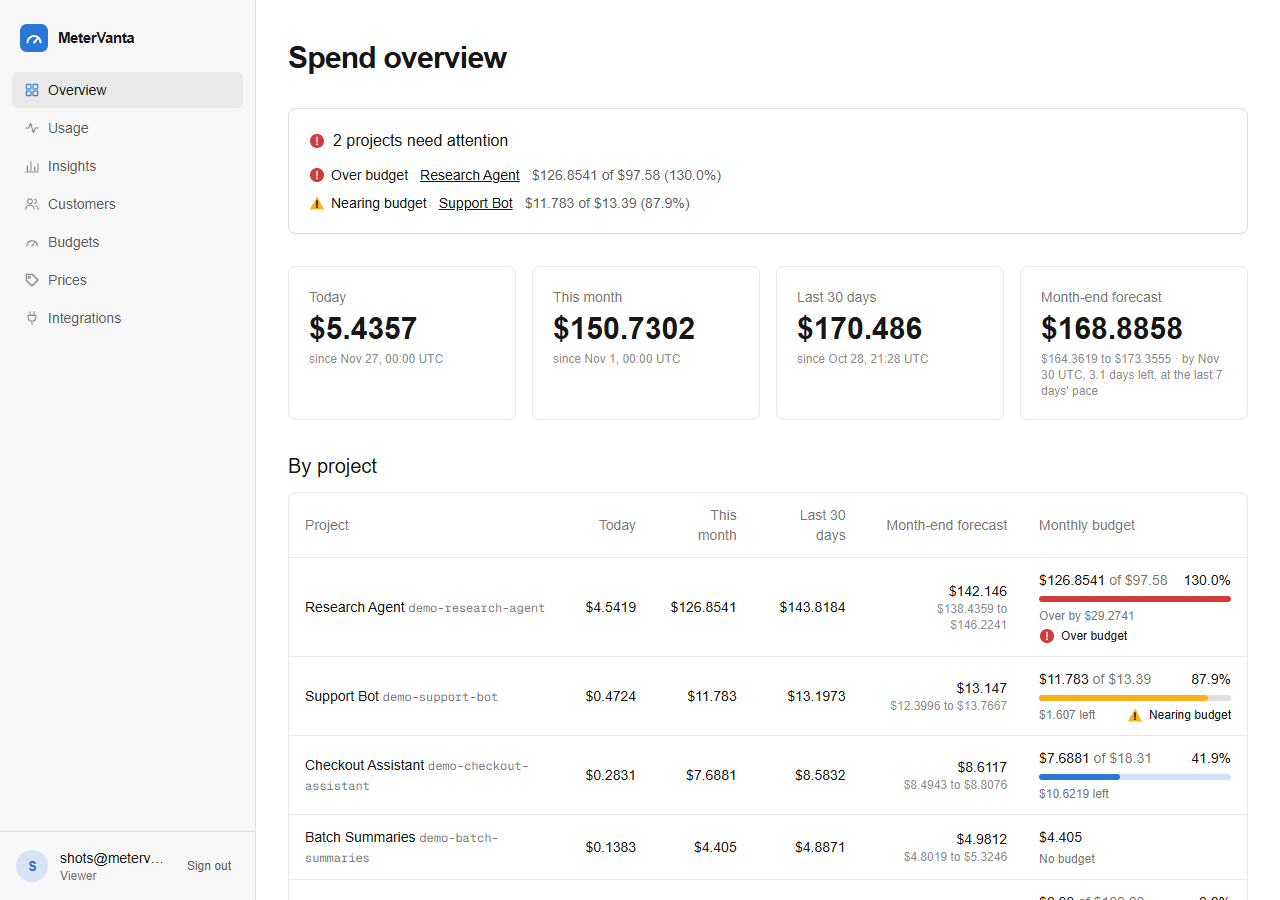 MeterVanta
Overview
Usage
Insights
Customers
Budgets
Prices
Integrations
S
shots@meterv…
Viewer
Sign out
Spend overview
2 projects need attention
Over budget Research Agent $126.8541 of $97.58 (130.0%)
Nearing budget Support Bot $11.783 of $13.39 (87.9%)
Today
$5.4357
since Nov 27, 00:00 UTC
This month
$150.7302
since Nov 1, 00:00 UTC
Last 30 days
$170.486
since Oct 28, 21:28 UTC
Month-end forecast
$168.8858
$164.3619 to $173.3555 · by Nov
30 UTC, 3.1 days left, at the last 7
days' pace
By project
Project
Today
This
month
Last 30
days
Month-end forecast
Monthly budget
Research Agent demo-research-agent
$4.5419
$126.8541
$143.8184
$142.146
$138.4359 to
$146.2241
$126.8541 of $97.58 130.0%
Over by $29.2741
Over budget
Support Bot demo-support-bot
$0.4724
$11.783
$13.1973
$13.147
$12.3996 to $13.7667
$11.783 of $13.39 87.9%
$1.607 left
Nearing budget
Checkout Assistant demo-checkout-
assistant
$0.2831
$7.6881
$8.5832
$8.6117
$8.4943 to $8.8076
$7.6881 of $18.31 41.9%
$10.6219 left
Batch Summaries demo-batch-
summaries
$0.1383
$4.405
$4.8871
$4.9812
$4.8019 to $5.3246
$4.405
No budget